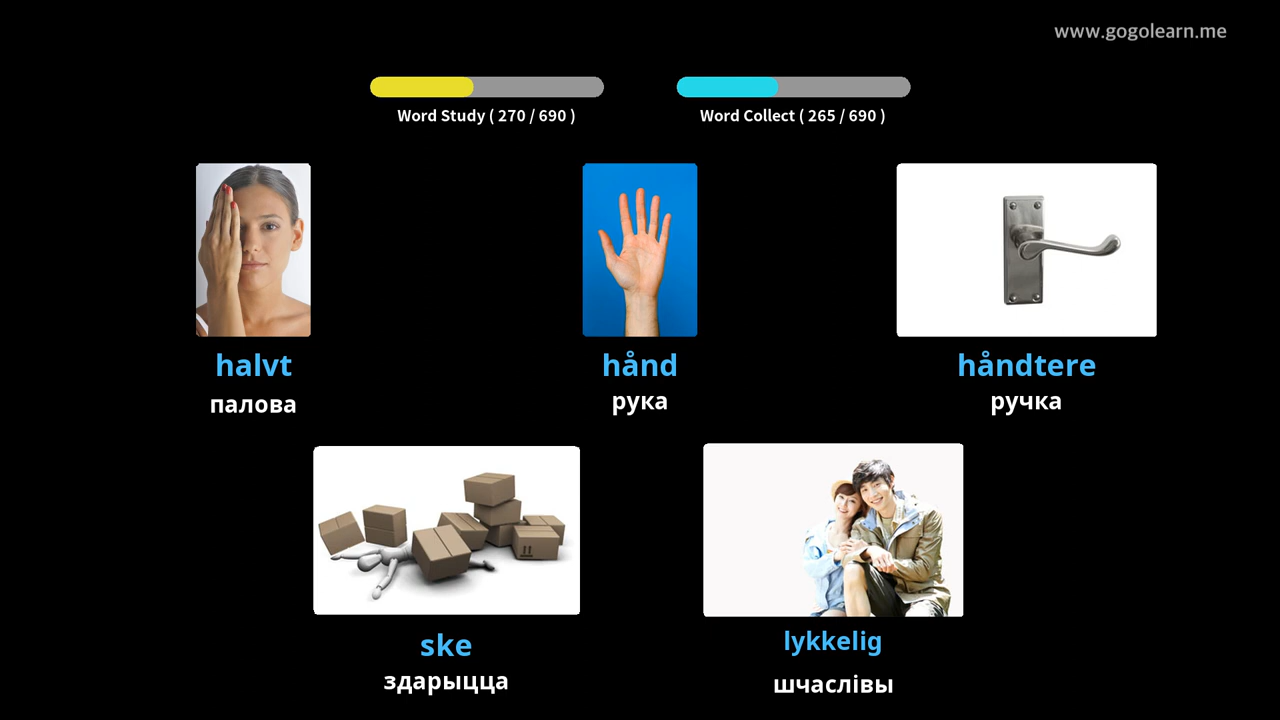 www.gogolearn.me
Word Study ( 270 / 690 )
Word Collect ( 265 / 690 )
halvt
палова
hånd
рука
håndtere
ручка
ske
здарыцца
lykkelig
шчаслівы